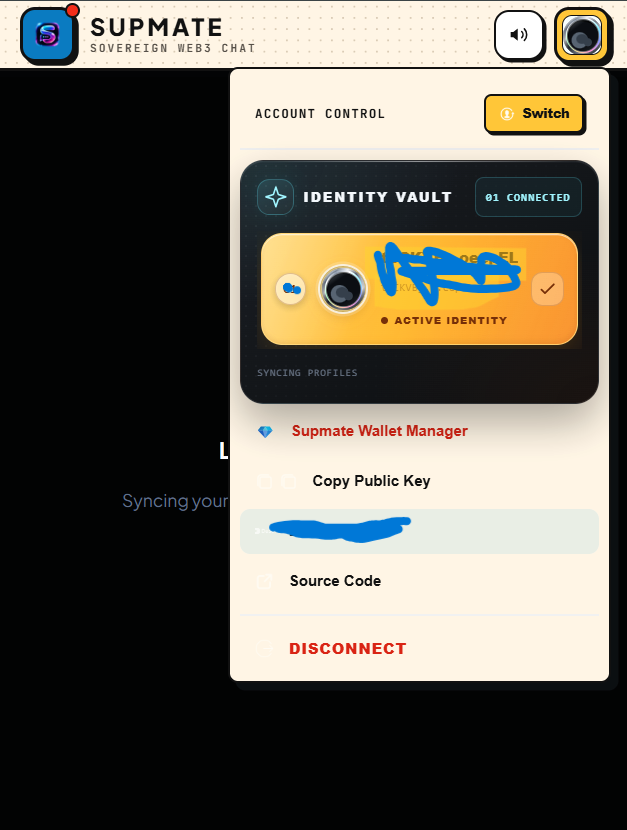 SUPMATE
SOVEREIGN WEB3 CHAT
ACCOUNT CONTROL
Switch
IDENTITY VAULT
01 CONNECTED
ACTIVE IDENTITY
SYNCING PROFILES
Supmate Wallet Manager
Syncing your
Copy Public Key
Source Code
DISCONNECT